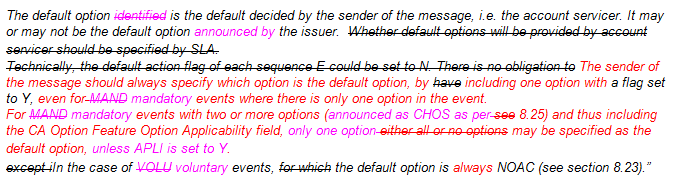 The default option identified is the default decided by the sender of the message, i.e. the account servicer. It may
or may not be the default option announced by the issuer. Whether default options will be provided by account
servicer should be specified by SLA.
Technically, the default action flag of each sequence E could be set to N. There is no obligation to The sender of
the message should always specify which option is the default option, by have including one option with a flag set
to Y, even for MAND mandatory events where there is only one option in the event.
For MAND mandatory events with two or more options (announced as CHOS as per see 8.25) and thus including
the CA Option Feature Option Applicability field, only one option either all or no options may be specified as the
default option, unless APLI is set to Y.
except iIn the case of VOLU voluntary events, for which the default option is always NOAC (see section 8.23).”